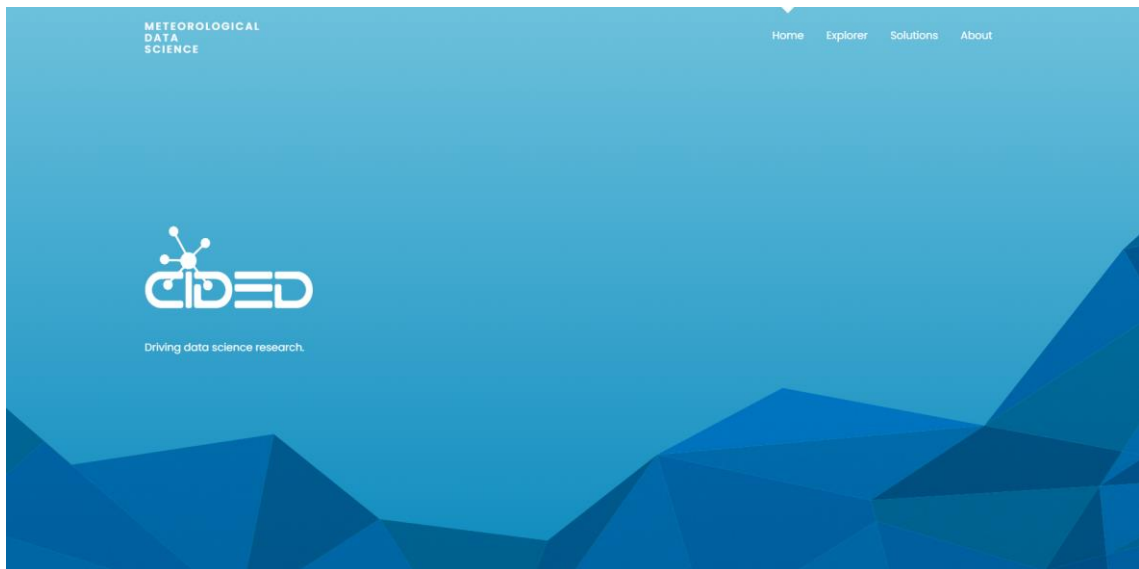 METEOROLOGICAL
DATA
SCIENCE
Home Explorer Solutions About
CIDED
Driving data science research.